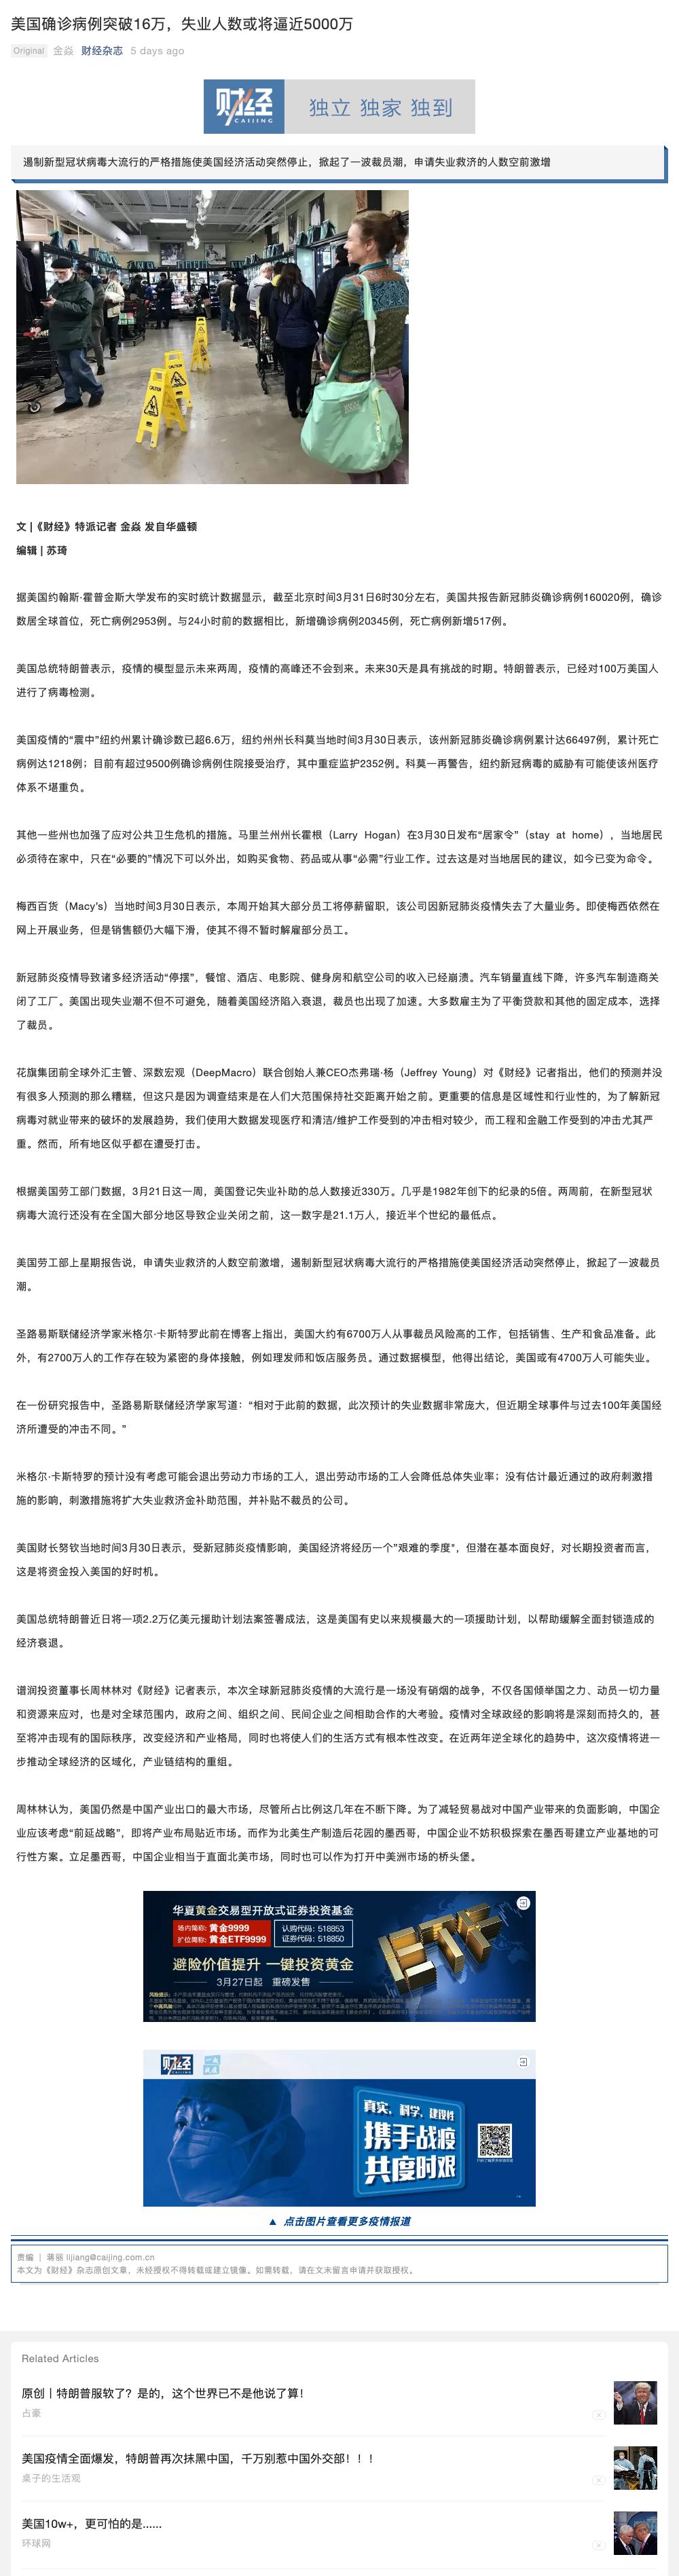 美国确诊病例突破16万，失业人数或将逼近5000万
Original 金焱 财经杂志 5 days ago
财经 CAIJING 独立 独家 独到
遏制新型冠状病毒大流行的严格措施使美国经济活动突然停止，掀起了一波裁员潮，申请失业救济的人数空前激增
CAUTION
CAUTION
文 |《财经》特派记者 金焱 发自华盛顿
编辑 | 苏琦
据美国约翰斯·霍普金斯大学发布的实时统计数据显示，截至北京时间3月31日6时30分左右，美国共报告新冠肺炎确诊病例160020例，确诊
数居全球首位，死亡病例2953例。与24小时前的数据相比，新增确诊病例20345例，死亡病例新增517例。
美国总统特朗普表示，疫情的模型显示未来两周，疫情的高峰还不会到来。未来30天是具有挑战的时期。特朗普表示，已经对100万美国人
进行了病毒检测。
美国疫情的“震中”纽约州累计确诊数已超6.6万，纽约州州长科莫当地时间3月30日表示，该州新冠肺炎确诊病例累计达66497例，累计死亡
病例达1218例；目前有超过9500例确诊病例住院接受治疗，其中重症监护2352例。科莫一再警告，纽约新冠病毒的威胁有可能使该州医疗
体系不堪重负。
其他一些州也加强了应对公共卫生危机的措施。马里兰州州长霍根（Larry Hogan）在3月30日发布“居家令”（stay at home），当地居民
必须待在家中，只在“必要的”情况下可以外出，如购买食物、药品或从事“必需”行业工作。过去这是对当地居民的建议，如今已变为命令。
梅西百货（Macy's）当地时间3月30日表示，本周开始其大部分员工将停薪留职，该公司因新冠肺炎疫情失去了大量业务。即使梅西依然在
网上开展业务，但是销售额仍大幅下滑，使其不得不暂时解雇部分员工。
新冠肺炎疫情导致诸多经济活动“停摆”，餐馆、酒店、电影院、健身房和航空公司的收入已经崩溃。汽车销量直线下降，许多汽车制造商关
闭了工厂。美国出现失业潮不但不可避免，随着美国经济陷入衰退，裁员也出现了加速。大多数雇主为了平衡贷款和其他的固定成本，选择
了裁员。
花旗集团前全球外汇主管、深数宏观（DeepMacro）联合创始人兼CEO杰弗瑞·杨（Jeffrey Young）对《财经》记者指出，他们的预测并没
有很多人预测的那么糟糕，但这只是因为调查结束是在人们大范围保持社交距离开始之前。更重要的信息是区域性和行业性的，为了解新冠
病毒对就业带来的破坏的发展趋势，我们使用大数据发现医疗和清洁/维护工作受到的冲击相对较少，而工程和金融工作受到的冲击尤其严
重。然而，所有地区似乎都在遭受打击。
根据美国劳工部门数据，3月21日这一周，美国登记失业补助的总人数接近330万。几乎是1982年创下的纪录的5倍。两周前，在新型冠状
病毒大流行还没有在全国大部分地区导致企业关闭之前，这一数字是21.1万人，接近半个世纪的最低点。
美国劳工部上星期报告说，申请失业救济的人数空前激增，遏制新型冠状病毒大流行的严格措施使美国经济活动突然停止，掀起了一波裁员
潮。
圣路易斯联储经济学家米格尔·卡斯特罗此前在博客上指出，美国大约有6700万人从事裁员风险高的工作，包括销售、生产和食品准备。此
外，有2700万人的工作存在较为紧密的身体接触，例如理发师和饭店服务员。通过数据模型，他得出结论，美国或有4700万人可能失业。
在一份研究报告中，圣路易斯联储经济学家写道：“相对于此前的数据，此次预计的失业数据非常庞大，但近期全球事件与过去100年美国经
济所遭受的冲击不同。”
米格尔·卡斯特罗的预计没有考虑可能会退出劳动力市场的工人，退出劳动市场的工人会降低总体失业率；没有估计最近通过的政府刺激措
施的影响，刺激措施将扩大失业救济金补助范围，并补贴不裁员的公司。
美国财长努钦当地时间3月30日表示，受新冠肺炎疫情影响，美国经济将经历一个”艰难的季度"，但潜在基本面良好，对长期投资者而言，
这是将资金投入美国的好时机。
美国总统特朗普近日将一项2.2万亿美元援助计划法案签署成法，这是美国有史以来规模最大的一项援助计划，以帮助缓解全面封锁造成的
经济衰退。
谱润投资董事长周林林对《财经》记者表示，本次全球新冠肺炎疫情的大流行是一场没有硝烟的战争，不仅各国倾举国之力、动员一切力量
和资源来应对，也是对全球范围内，政府之间、组织之间、民间企业之间相助合作的大考验。疫情对全球政经的影响将是深刻而持久的，甚
至将冲击现有的国际秩序，改变经济和产业格局，同时也将使人们的生活方式有根本性改变。在近两年逆全球化的趋势中，这次疫情将进一
步推动全球经济的区域化，产业链结构的重组。
周林林认为，美国仍然是中国产业出口的最大市场，尽管所占比例这几年在不断下降。为了减轻贸易战对中国产业带来的负面影响，中国企
业应该考虑“前延战略”，即将产业布局贴近市场。而作为北美生产制造后花园的墨西哥，中国企业不妨积极探索在墨西哥建立产业基地的可
行性方案。立足墨西哥，中国企业相当于直面北美市场，同时也可以作为打开中美洲市场的桥头堡。
华夏黄金交易型开放式证券投资基金
场内简称：黄金9999 认购代码：518853
扩位简称：黄金ETF9999 证券代码：518850
避险价值提升 一键投资黄金
3月27日起 重磅发售
ETF
财经
真实、科学、建设性
携手战疫
共度时艰
▲ 点击图片查看更多疫情报道
责编 | 蒋丽 lijiang@caijing.com.cn
本文为《财经》杂志原创文章，未经授权不得转载或建立镜像。如需转载，请在文末留言申请并获取授权。
Related Articles
原创丨特朗普服软了？是的，这个世界已不是他说了算！
占豪
美国疫情全面爆发，特朗普再次抹黑中国，千万别惹中国外交部！！！
桌子的生活观
美国10w+，更可怕的是......
环球网